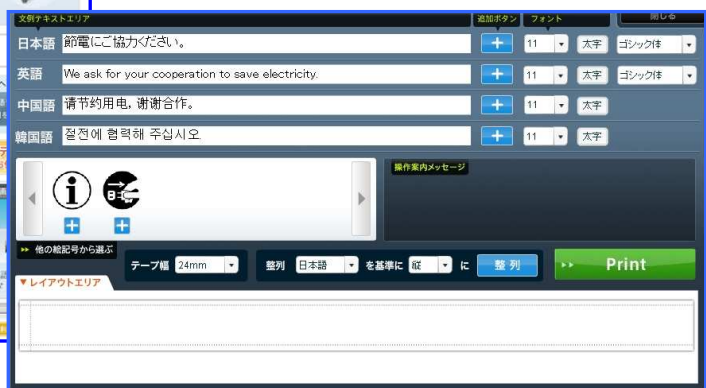 文例テキストエリア 追加ボタン フォント 閉じる
日本語 節電にご協力ください。 + 11 太字 ゴシック体
英語 We ask for your cooperation to save electricity. + 11 太字 ゴシック体
中国語 请节约用电, 谢谢合作。 + 11 太字
韓国語 절전에 협력해 주십시오 + 11 太字
操作案内メッセージ
他の絵記号から選ぶ
テープ幅 24mm 整列 日本語 を基準に 縦 に 整列 Print
▼レイアウトエリア